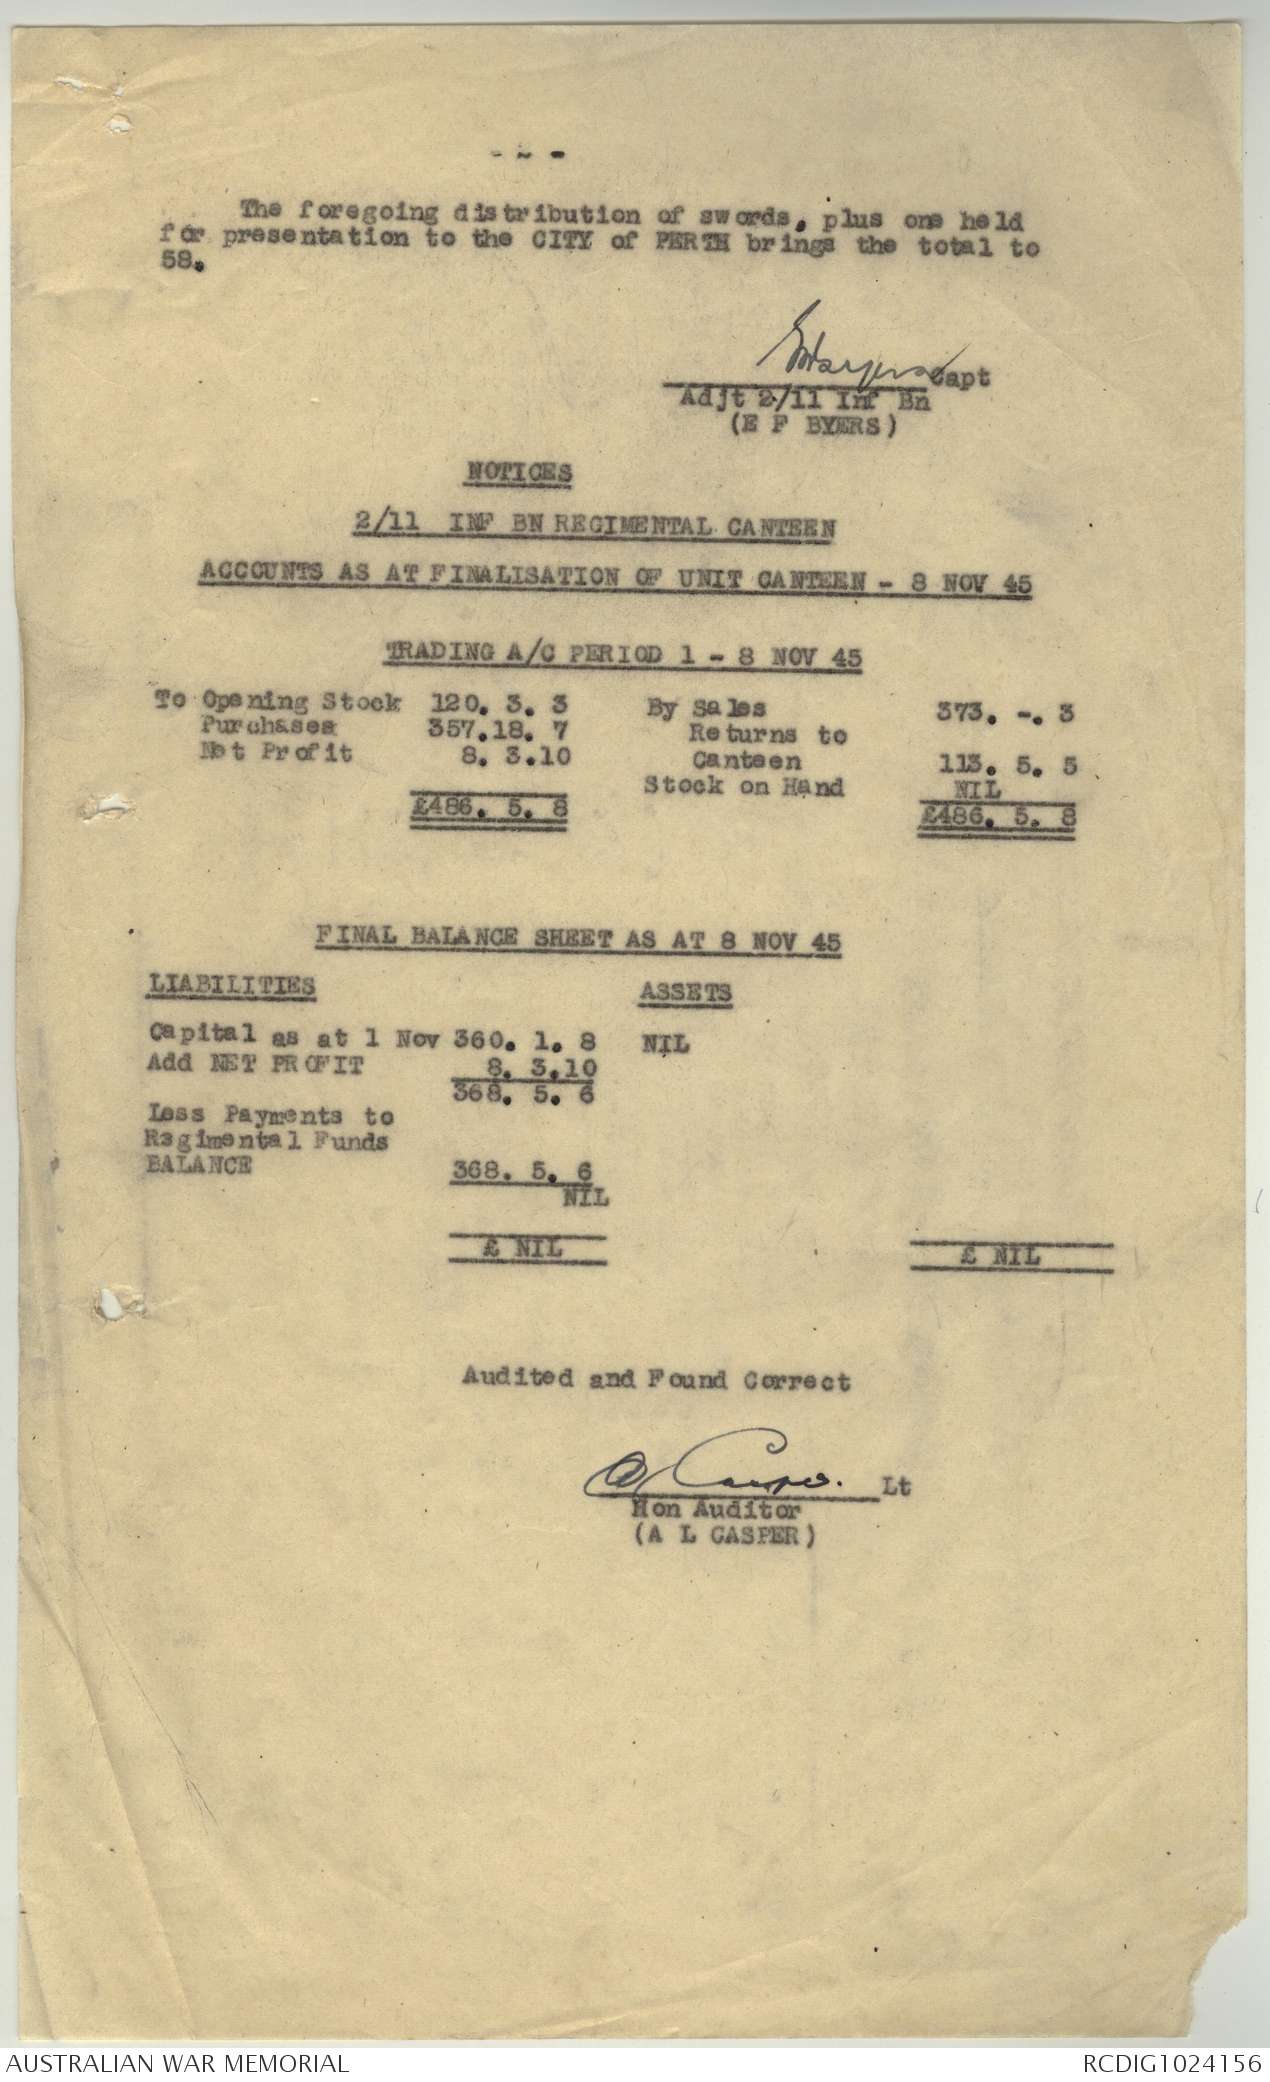 - 2 -
The foregoing distribution of swords, plus one held
for presentation to the CITY of PERTH brings the total to
58.
Capt
Adjt 2/11 Inf Bn
(E F BYERS)
NOTICES
2/11 INF BN REGIMENTAL CANTEEN
ACCOUNTS AS AT FINALISATION OF UNIT CANTEEN - 8 NOV 45
TRADING A/C PERIOD 1 - 8 NOV 45
To Opening Stock 120. 3. 3 By Sales 373. -. 3
Purchases 357.18. 7 Returns to
Net Profit 8. 3.10 Canteen 113. 5. 5
Stock on Hand NIL
£486. 5. 8 £486. 5. 8
FINAL BALANCE SHEET AS AT 8 NOV 45
LIABILITIES ASSETS
Capital as at 1 Nov 360. 1. 8 NIL
Add NET PROFIT 8. 3.10
368. 5. 6
Less Payments to
Regimental Funds
BALANCE 368. 5. 6
NIL
£ NIL £ NIL
Audited and Found Correct
A Casper. Lt
Hon Auditor
(A L CASPER)
AUSTRALIAN WAR MEMORIAL RCDIG1024156